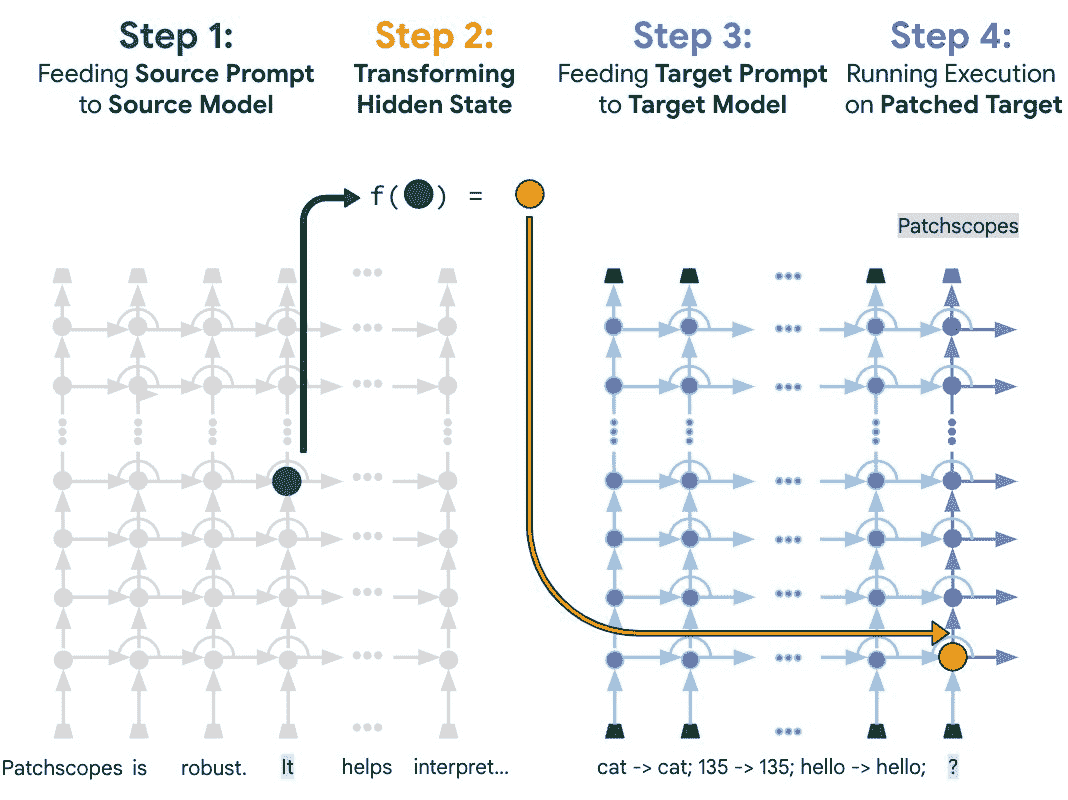 Step 1:
Feeding Source Prompt
to Source Model
Step 2:
Transforming
Hidden State
Step 3:
Feeding Target Prompt
to Target Model
Step 4:
Running Execution
on Patched Target
f( ) =
Patchscopes
Patchscopes is robust. It helps interpret...
cat -> cat; 135 -> 135; hello -> hello; ?